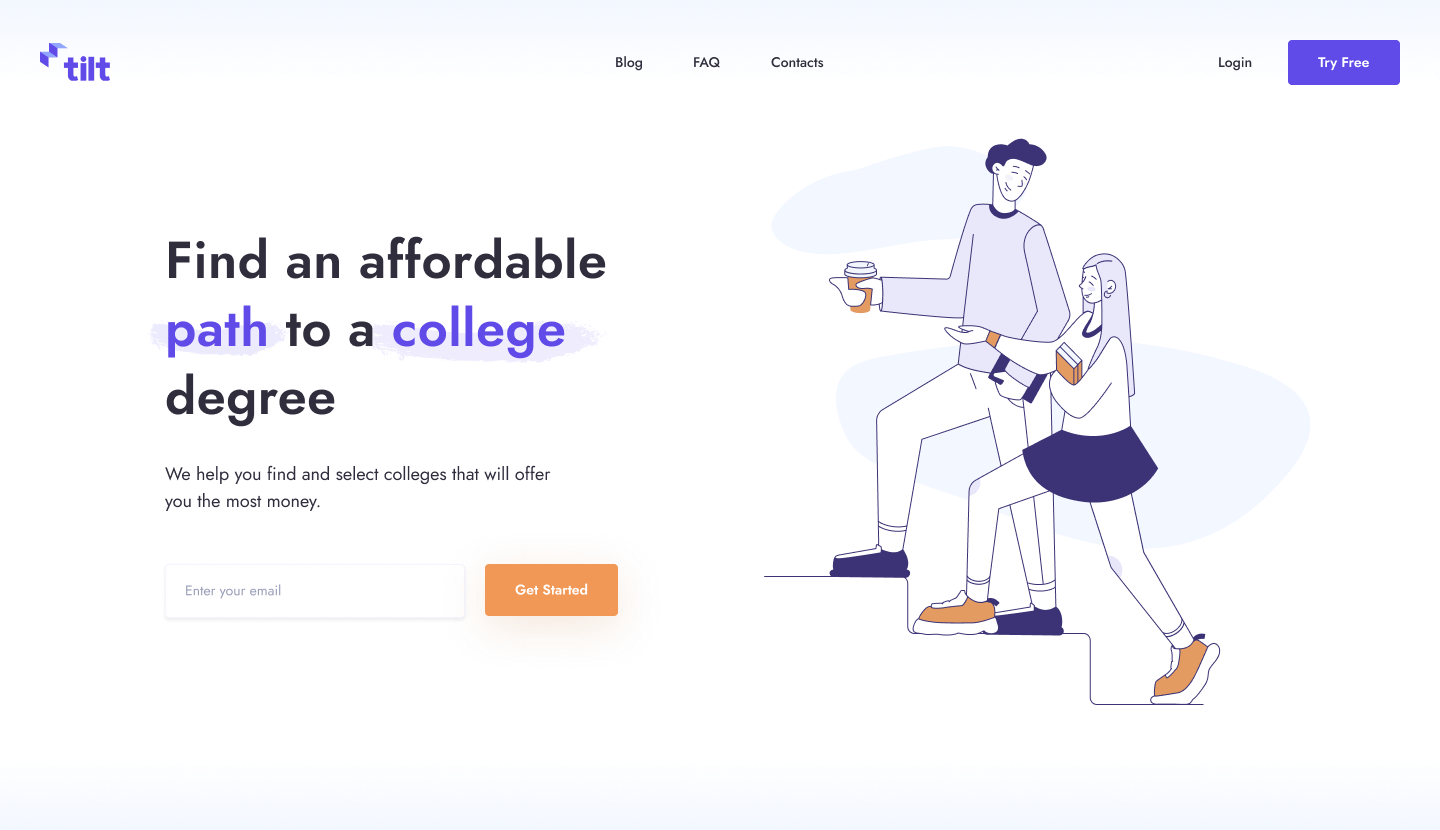 tilt
Blog
FAQ
Contacts
Login
Try Free
Find an affordable
path to a college
degree
We help you find and select colleges that will offer
you the most money.
Enter your email
Get Started